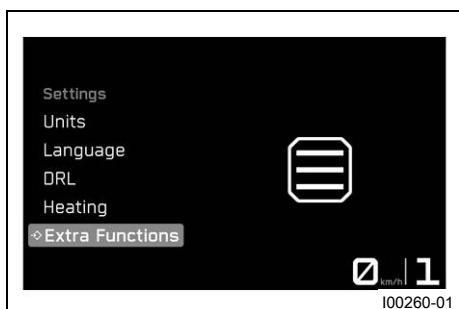 Settings
Units
Language
DRL
Heating
Extra Functions
0 km/h 1
I00260-01